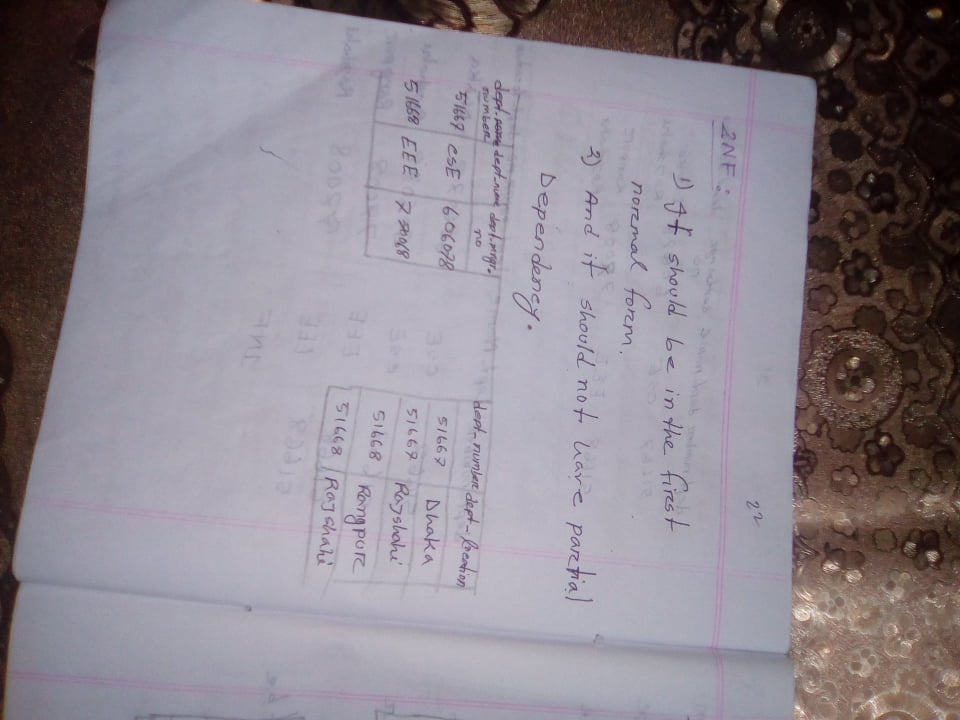 22
2NF:
1) It should be in the first
normal form.
2) And it should not have partial
Dependency.
dept-number dept-name dept-mngr. no
51667 CSE 606078
51668 EEE
dept-number dept-location
51667 Dhaka
51667 Rajshahi
51668 Rangpur
51668 Rajshahi